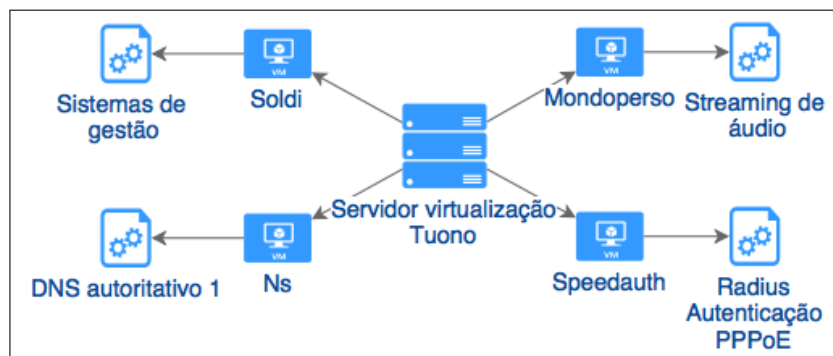 VM
Soldi
Sistemas de
gestão
VM
Mondoperso
Streaming de
áudio
Servidor virtualização
Tuono
VM
Ns
DNS autoritativo 1
VM
Speedauth
Radius
Autenticação
PPPoE